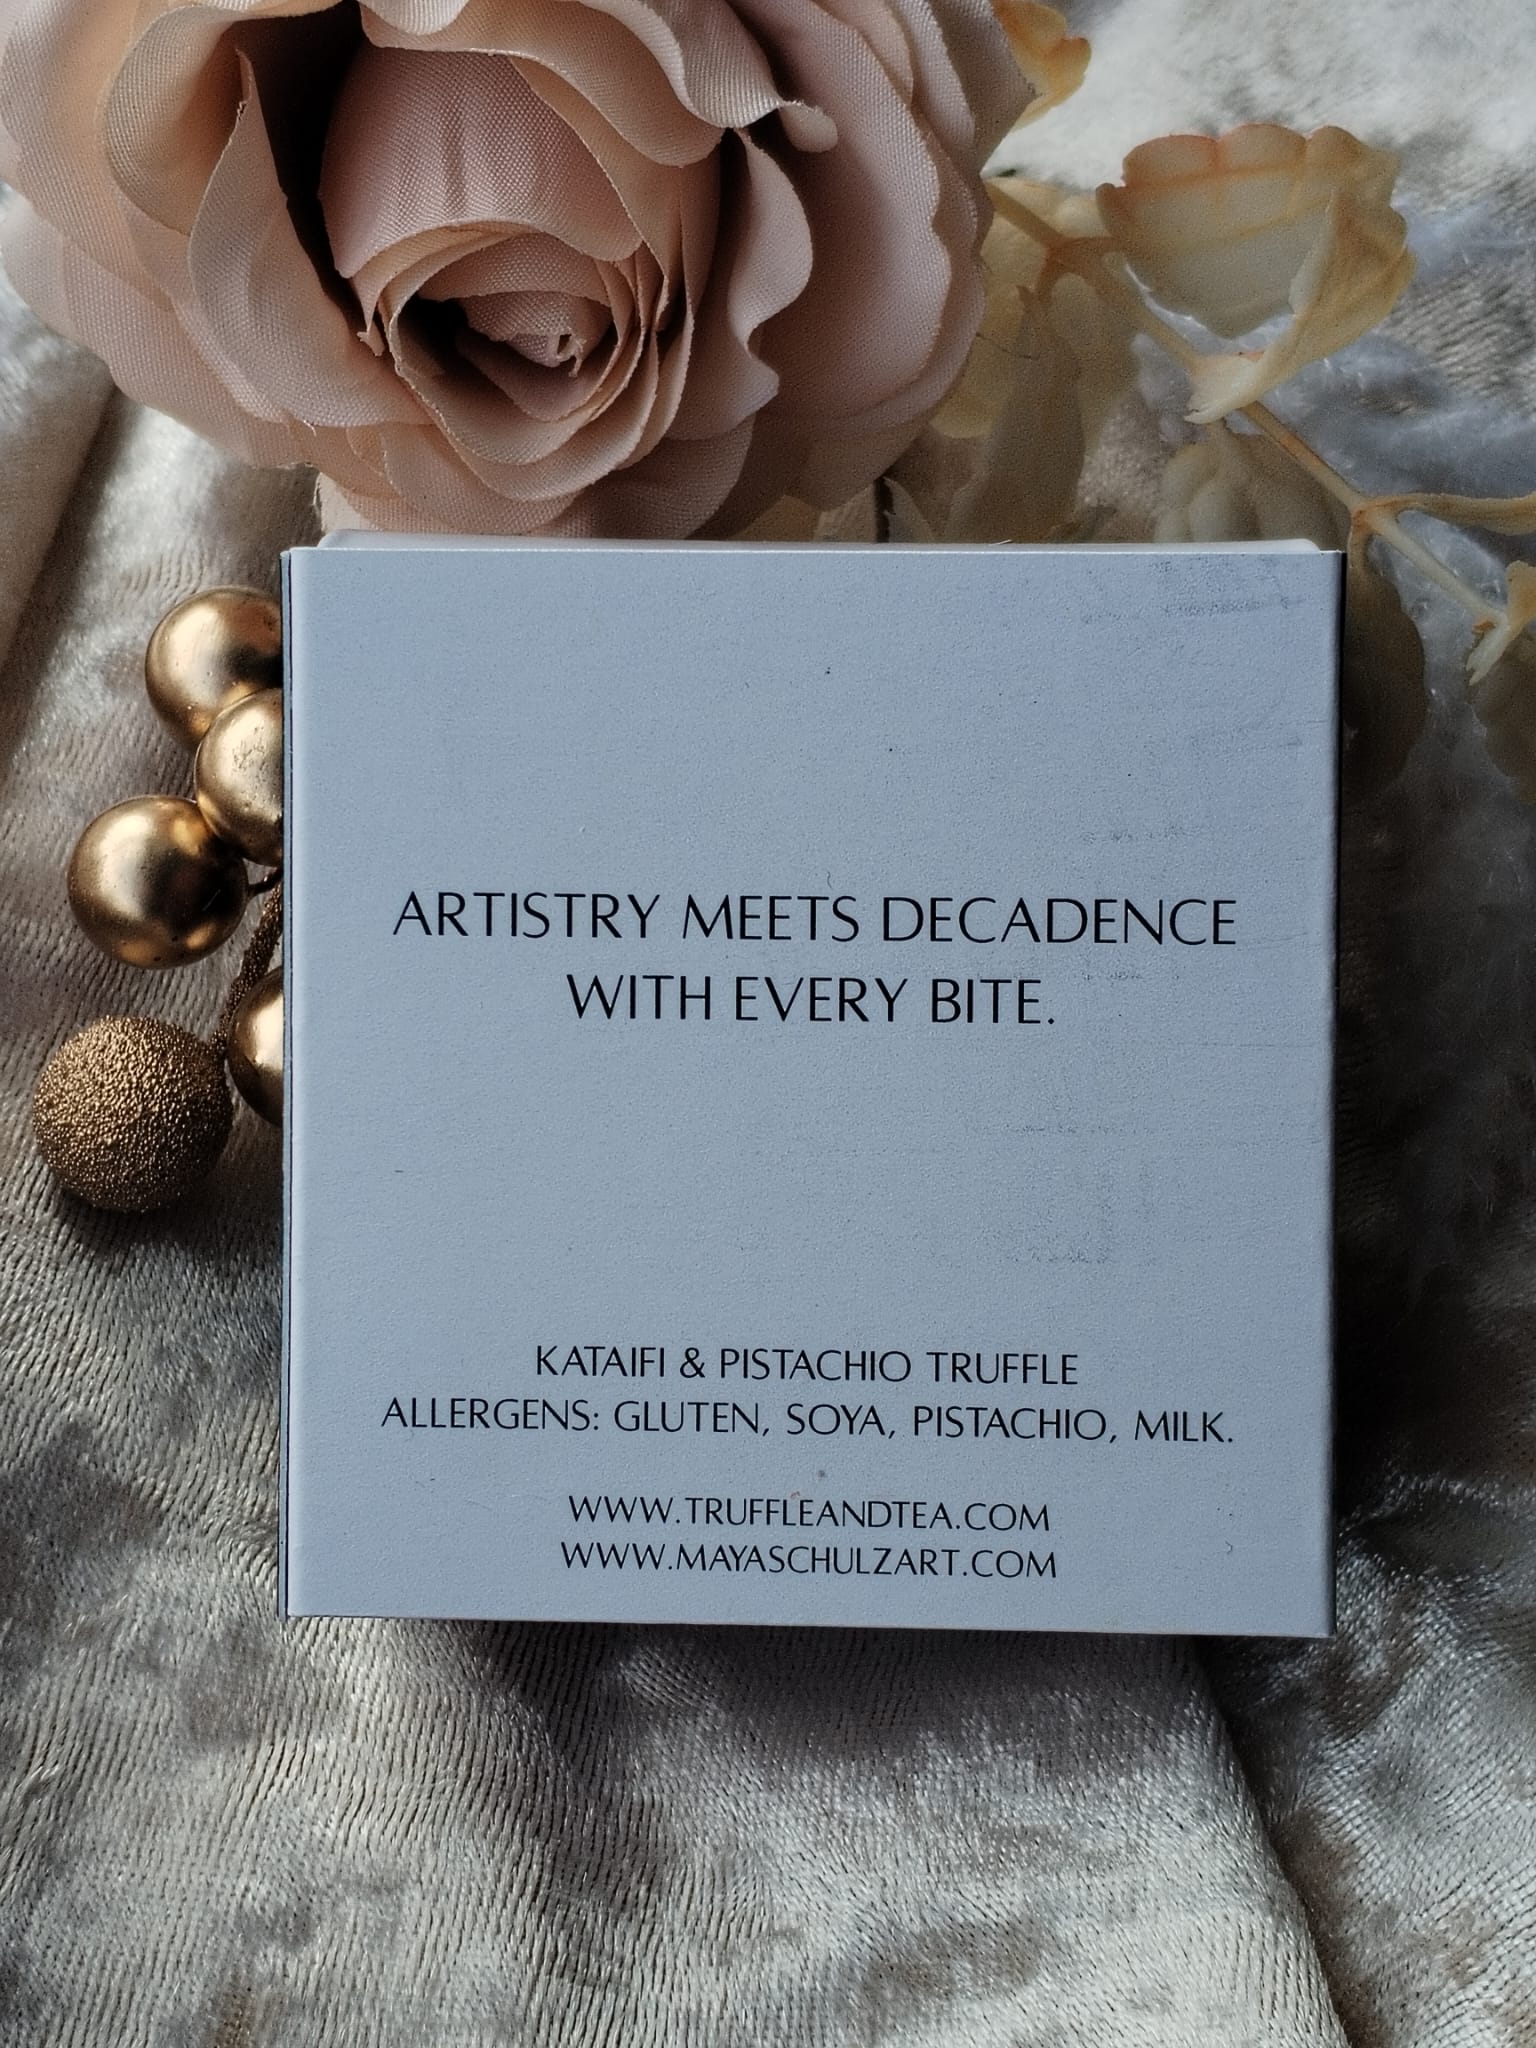 ARTISTRY MEETS DECADENCE
WITH EVERY BITE.
KATAIFI & PISTACHIO TRUFFLE
ALLERGENS: GLUTEN, SOYA, PISTACHIO, MILK.
WWW.TRUFFLEANDTEA.COM
WWW.MAYASCHULZART.COM